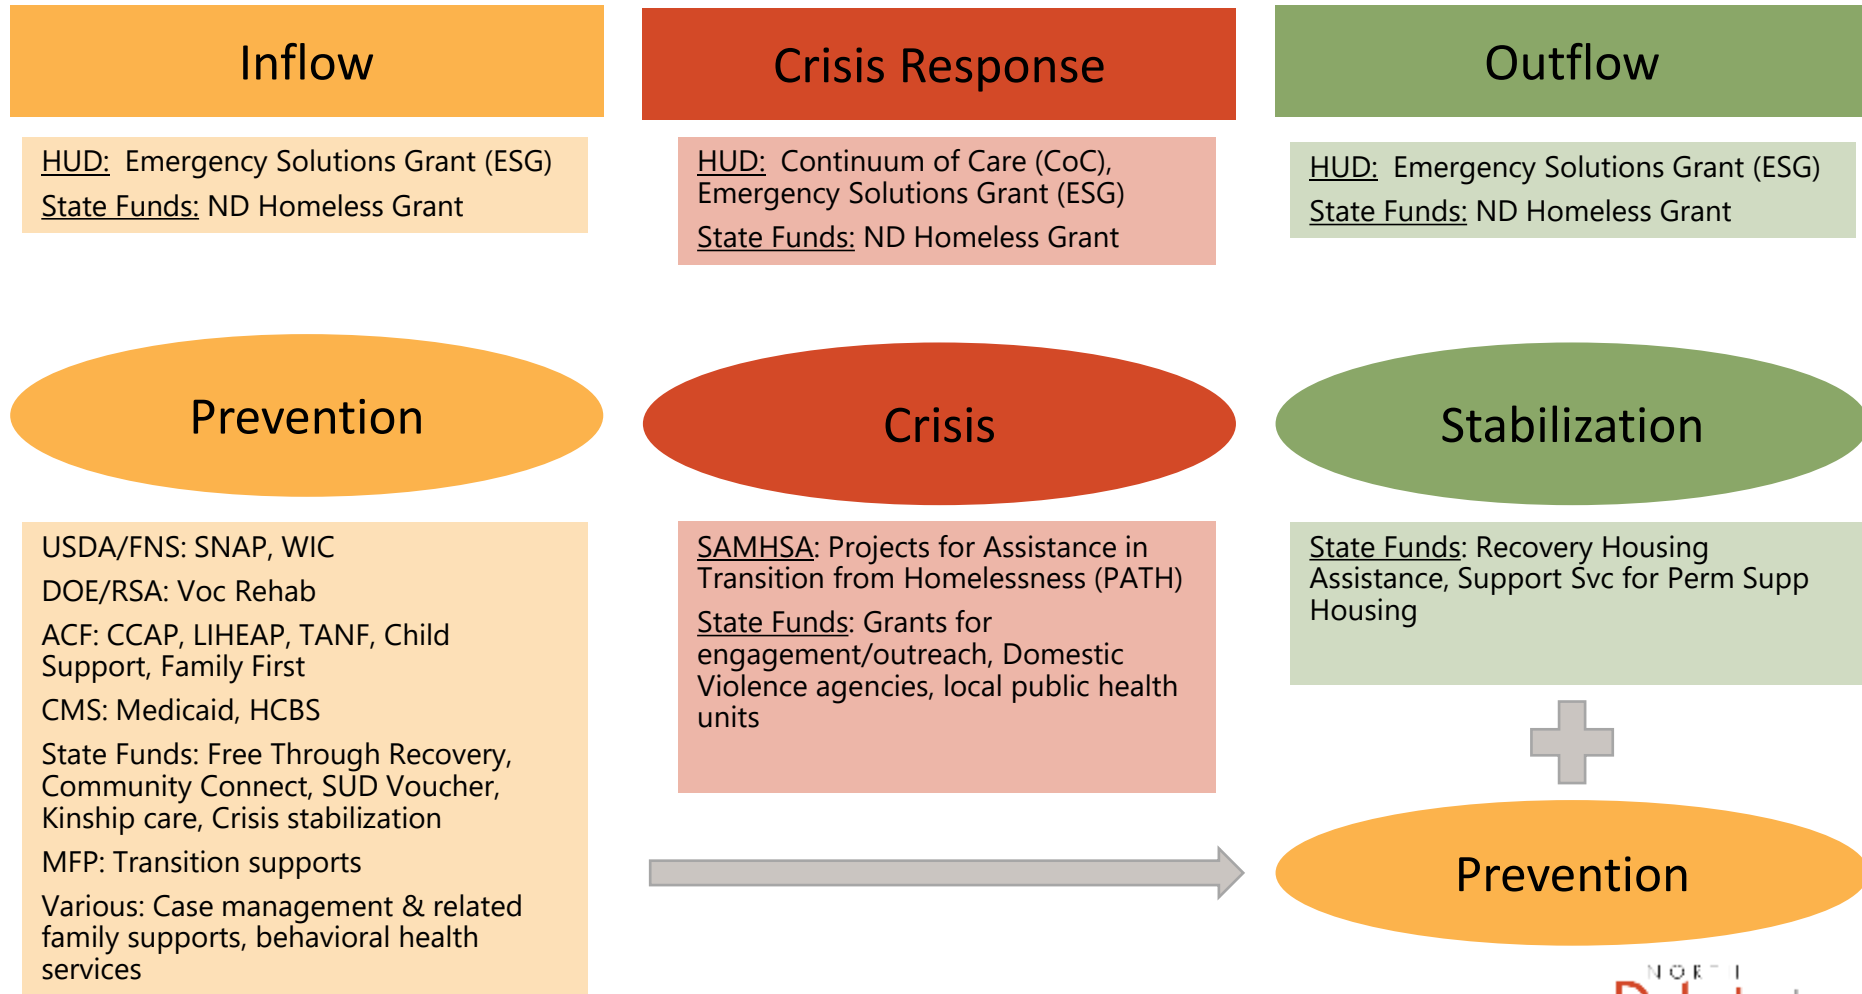 Inflow
HUD: Emergency Solutions Grant (ESG)
State Funds: ND Homeless Grant
Prevention
USDA/FNS: SNAP, WIC
DOE/RSA: Voc Rehab
ACF: CCAP, LIHEAP, TANF, Child
Support, Family First
CMS: Medicaid, HCBS
State Funds: Free Through Recovery,
Community Connect, SUD Voucher,
Kinship care, Crisis stabilization
MFP: Transition supports
Various: Case management & related
family supports, behavioral health
services
Crisis Response
HUD: Continuum of Care (CoC),
Emergency Solutions Grant (ESG)
State Funds: ND Homeless Grant
Crisis
SAMHSA: Projects for Assistance in
Transition from Homelessness (PATH)
State Funds: Grants for
engagement/outreach, Domestic
Violence agencies, local public health
units
Outflow
HUD: Emergency Solutions Grant (ESG)
State Funds: ND Homeless Grant
Stabilization
State Funds: Recovery Housing
Assistance, Support Svc for Perm Supp
Housing
Prevention